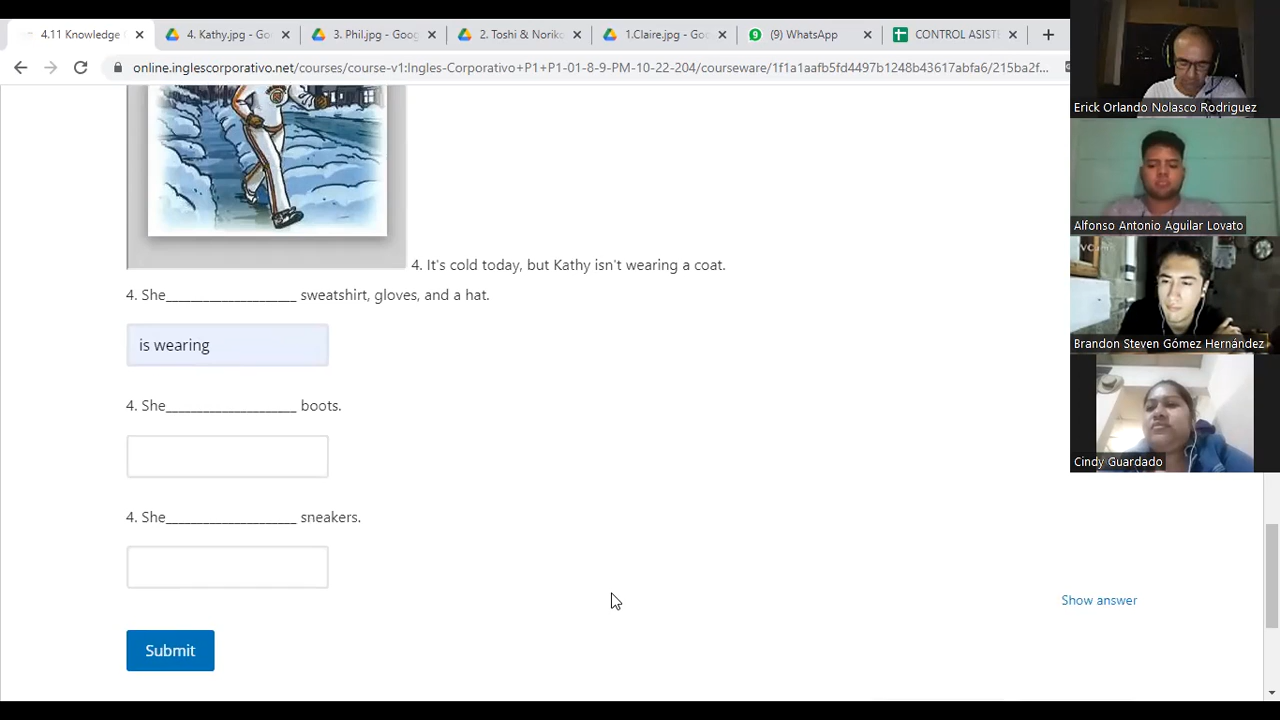 4.11 Knowledge
4. Kathy.jpg - Go
3. Phil.jpg - Goog
2. Toshi & Noriko
1.Claire.jpg - Go
(9) WhatsApp
CONTROL ASIST
online.inglescorporativo.net/courses/course-v1:Ingles-Corporativo+P1+P1-01-8-9-PM-10-22-204/courseware/1f1a1aafb5fd4497b1248b43617abfa6/215ba2f...
Erick Orlando Nolasco Rodríguez
Alfonso Antonio Aguilar Lovato
Brandon Steven Gómez Hernández
Cindy Guardado
4. It's cold today, but Kathy isn't wearing a coat.
4. She____________________ sweatshirt, gloves, and a hat.
is wearing
4. She____________________ boots.
4. She____________________ sneakers.
Show answer
Submit